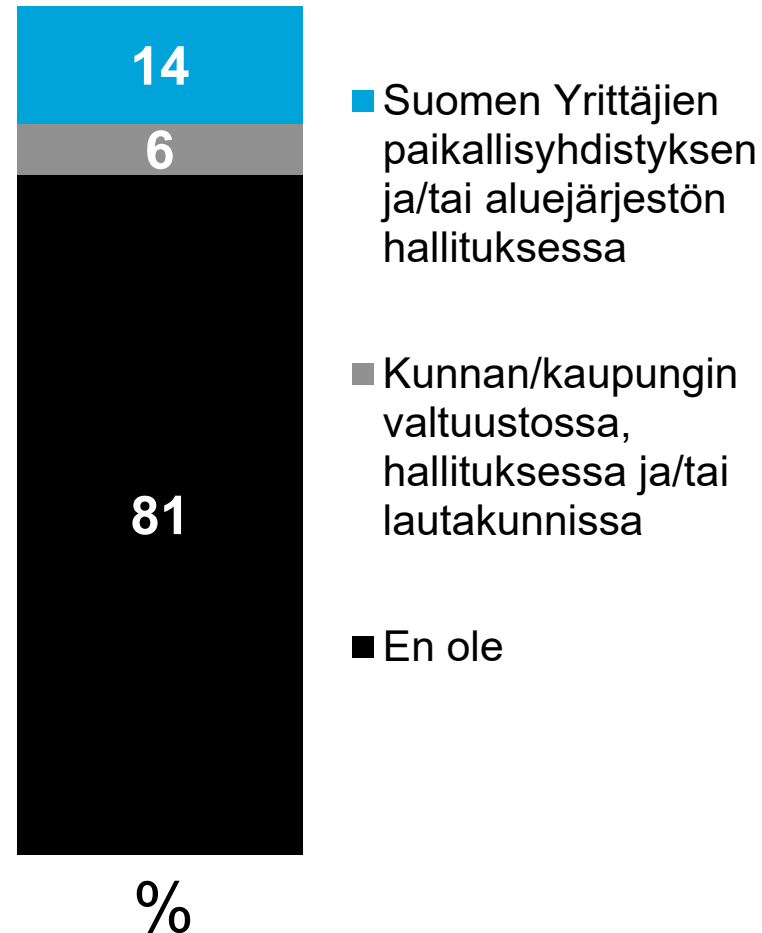 14
6
81
%
Suomen Yrittäjien
paikallisyhdistyksen
ja/tai aluejärjestön
hallituksessa
Kunnan/kaupungin
valtuustossa,
hallituksessa ja/tai
lautakunnissa
En ole